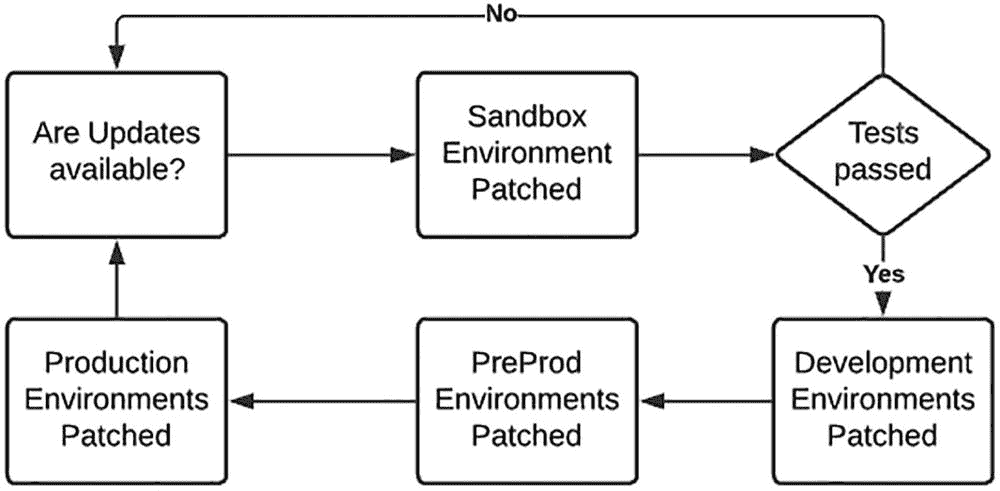 No
Are Updates
available?
Sandbox
Environment
Patched
Tests
passed
Yes
Development
Environments
Patched
PreProd
Environments
Patched
Production
Environments
Patched